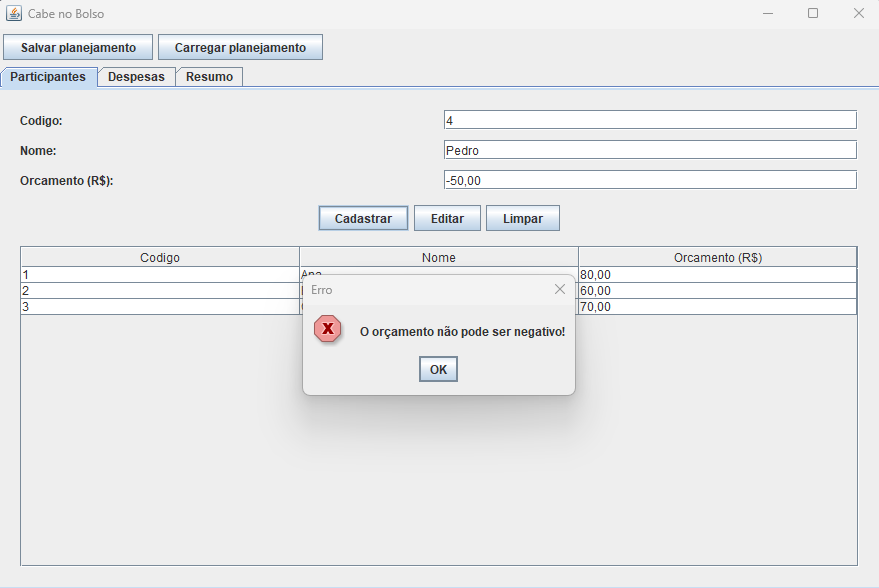 Cabe no Bolso
Salvar planejamento Carregar planejamento
Participantes Despesas Resumo
Codigo: 4
Nome: Pedro
Orcamento (R$): -50,00
Cadastrar Editar Limpar
Codigo Nome Orcamento (R$)
1 80,00
2 60,00
3 70,00
Erro
O orçamento não pode ser negativo!
OK